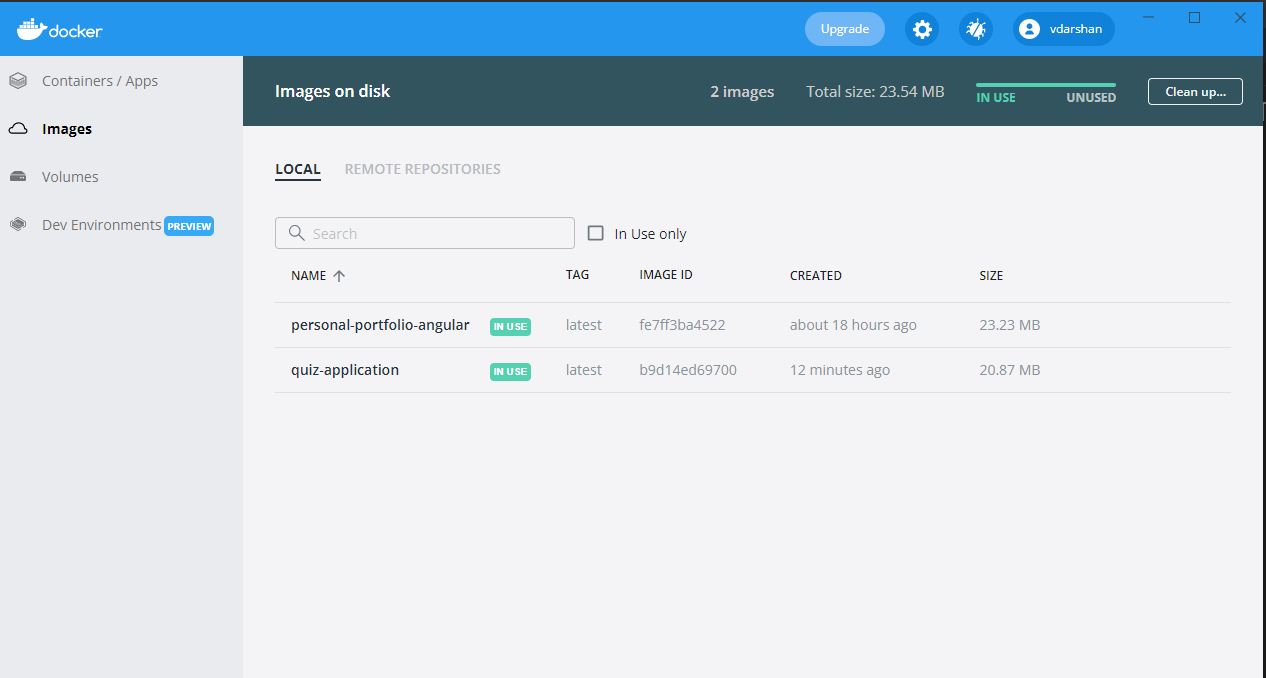 docker
Upgrade
vdarshan
Containers / Apps
Images
Volumes
Dev Environments PREVIEW
Images on disk
2 images
Total size: 23.54 MB
IN USE UNUSED
Clean up...
LOCAL REMOTE REPOSITORIES
Search
In Use only
NAME TAG IMAGE ID CREATED SIZE
personal-portfolio-angular IN USE latest fe7ff3ba4522 about 18 hours ago 23.23 MB
quiz-application IN USE latest b9d14ed69700 12 minutes ago 20.87 MB